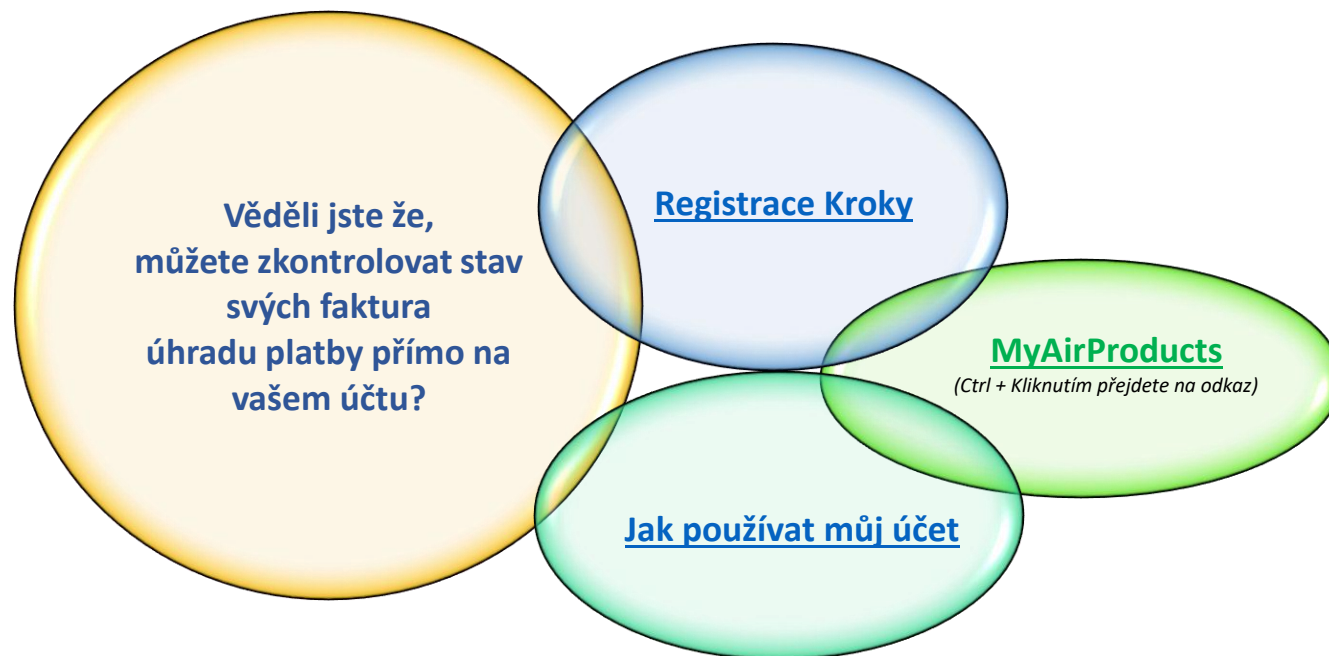 Věděli jste že,
můžete zkontrolovat stav
svých faktura
úhradu platby přímo na
vašem účtu?
Registrace Kroky
MyAirProducts
(Ctrl + Kliknutím přejdete na odkaz)
Jak používat můj účet